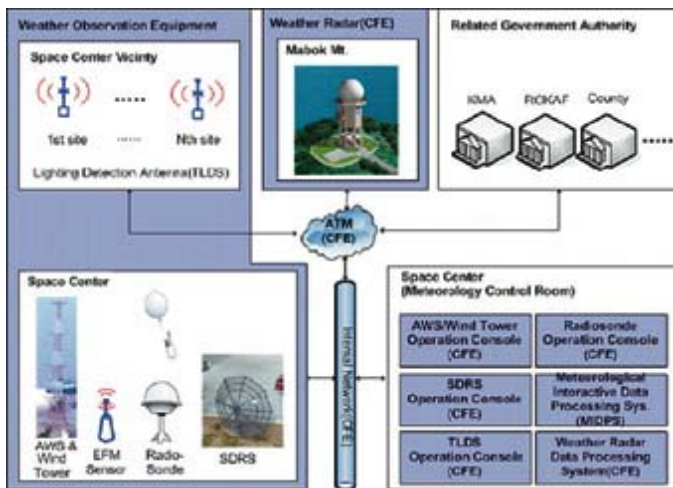 Weather Observation Equipment
Space Center Vicinty
1st site
Nth site
Lighting Detection Antenna(TLDS)
Weather Radar(CFE)
Mabok Mt.
Related Government Authority
KMA
ROKAF
County
ATM
(CFE)
Space Center
AWS &
Wind
Tower
EFM
Sensor
Radio-
Sonde
SDRS
Internal Network(CFE)
Space Center
(Meteorology Control Room)
AWS/Wind Tower
Operation Console
(CFE)
Radiosonde
Operation Console
(CFE)
SDRS
Operation Console
(CFE)
Meteorological
Interactive Data
Processing Sys.
(MIDPS)
TLDS
Operation Console
(CFE)
Weather Radar
Data Processing
System(CFE)